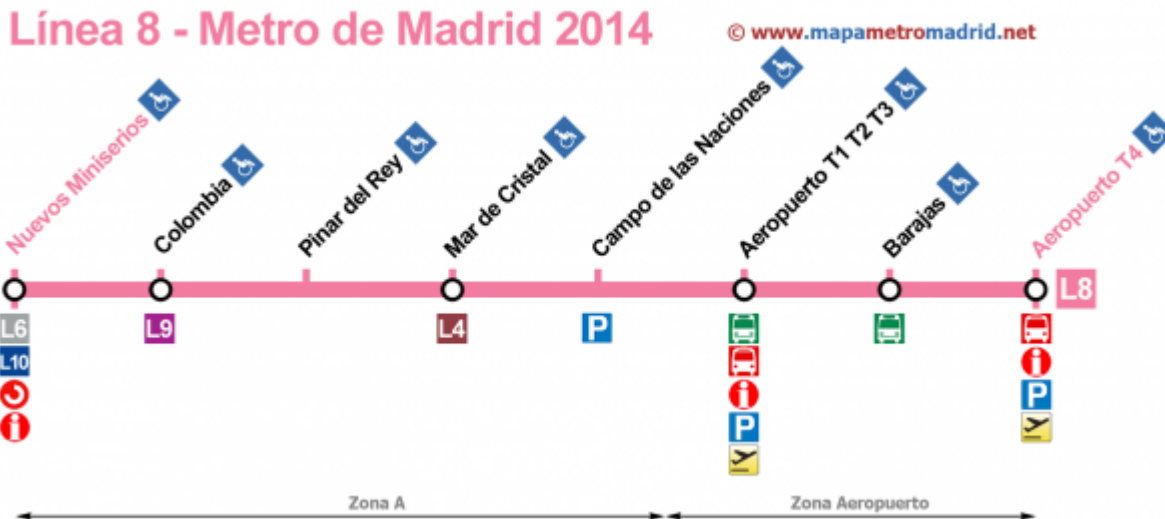 Línea 8 - Metro de Madrid 2014
© www.mapametromadrid.net
Nuevos Miniserios
Colombia
Pinar del Rey
Mar de Cristal
Campo de las Naciones
Aeropuerto T1 T2 T3
Barajas
Aeropuerto T4
L8
L6
L9
L4
P
L10
i
P
i
P
i
Zona A
Zona Aeropuerto